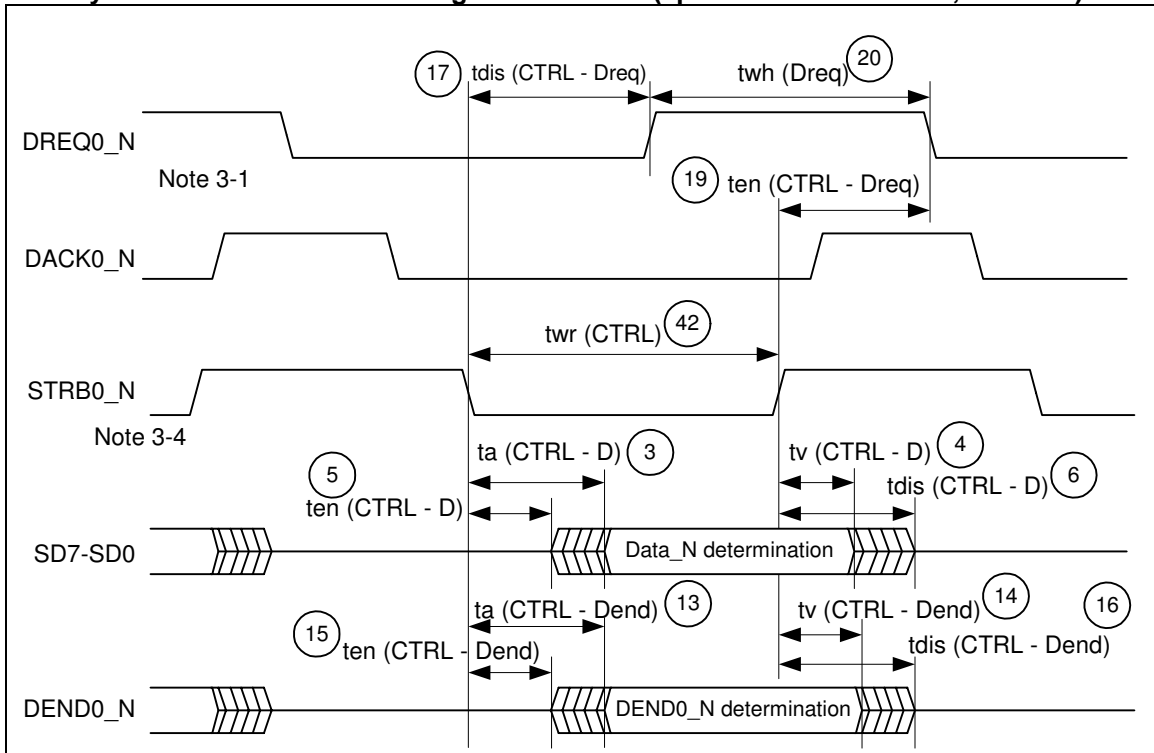 17 tdis (CTRL - Dreq)
twh (Dreq) 20
DREQ0_N
Note 3-1
19 ten (CTRL - Dreq)
DACK0_N
twr (CTRL) 42
STRB0_N
Note 3-4
ta (CTRL - D) 3
tv (CTRL - D) 4
5 ten (CTRL - D)
tdis (CTRL - D) 6
SD7-SD0
Data_N determination
ta (CTRL - Dend) 13
tv (CTRL - Dend) 14
15 ten (CTRL - Dend)
tdis (CTRL - Dend) 16
DEND0_N
DEND0_N determination